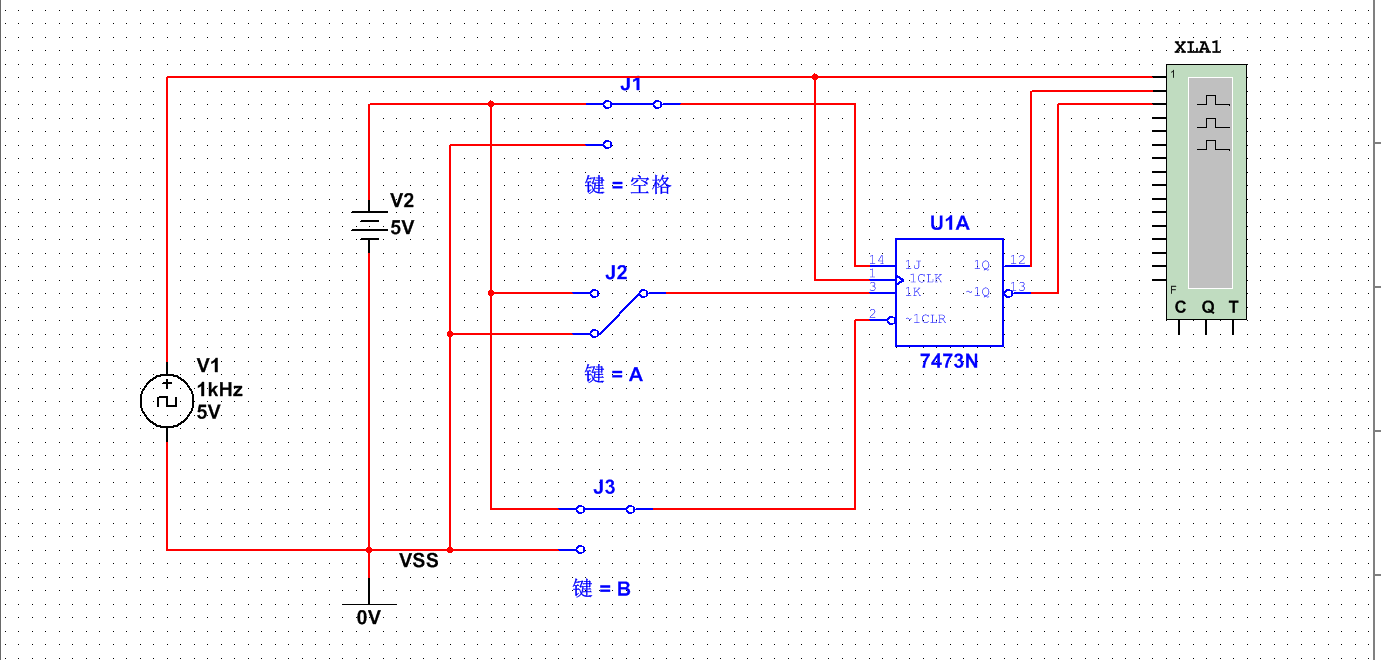 XLA1
1
J1
键 = 空格
V2
5V
U1A
14
1J
1Q
12
1
1CLK
3
1K
~1Q
13
2
~1CLR
7473N
F
C Q T
J2
键 = A
V1
1kHz
5V
J3
VSS
键 = B
0V